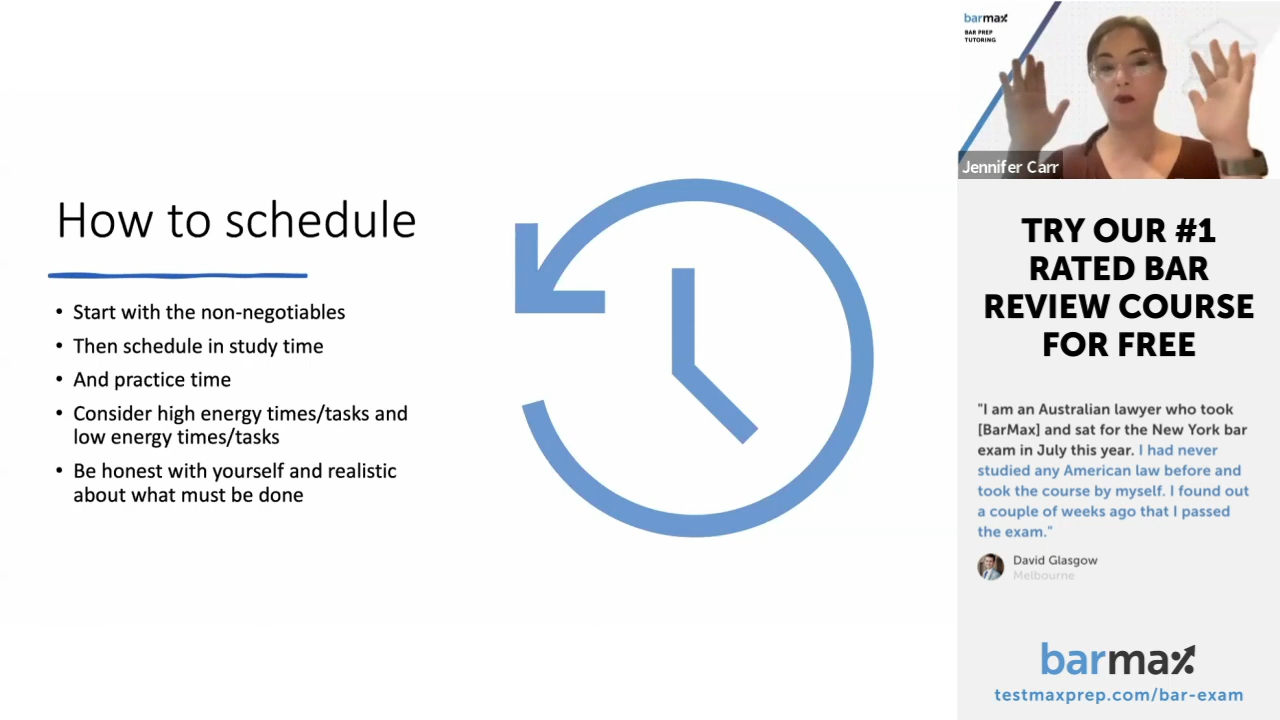 How to schedule
• Start with the non-negotiables
• Then schedule in study time
• And practice time
• Consider high energy times/tasks and
low energy times/tasks
• Be honest with yourself and realistic
about what must be done
barmax
BAR PREP
TUTORING
Jennifer Carr
TRY OUR #1
RATED BAR
REVIEW COURSE
FOR FREE
"I am an Australian lawyer who took
[BarMax] and sat for the New York bar
exam in July this year. I had never
studied any American law before and
took the course by myself. I found out
a couple of weeks ago that I passed
the exam."
David Glasgow
Melbourne
barmax
testmaxprep.com/bar-exam